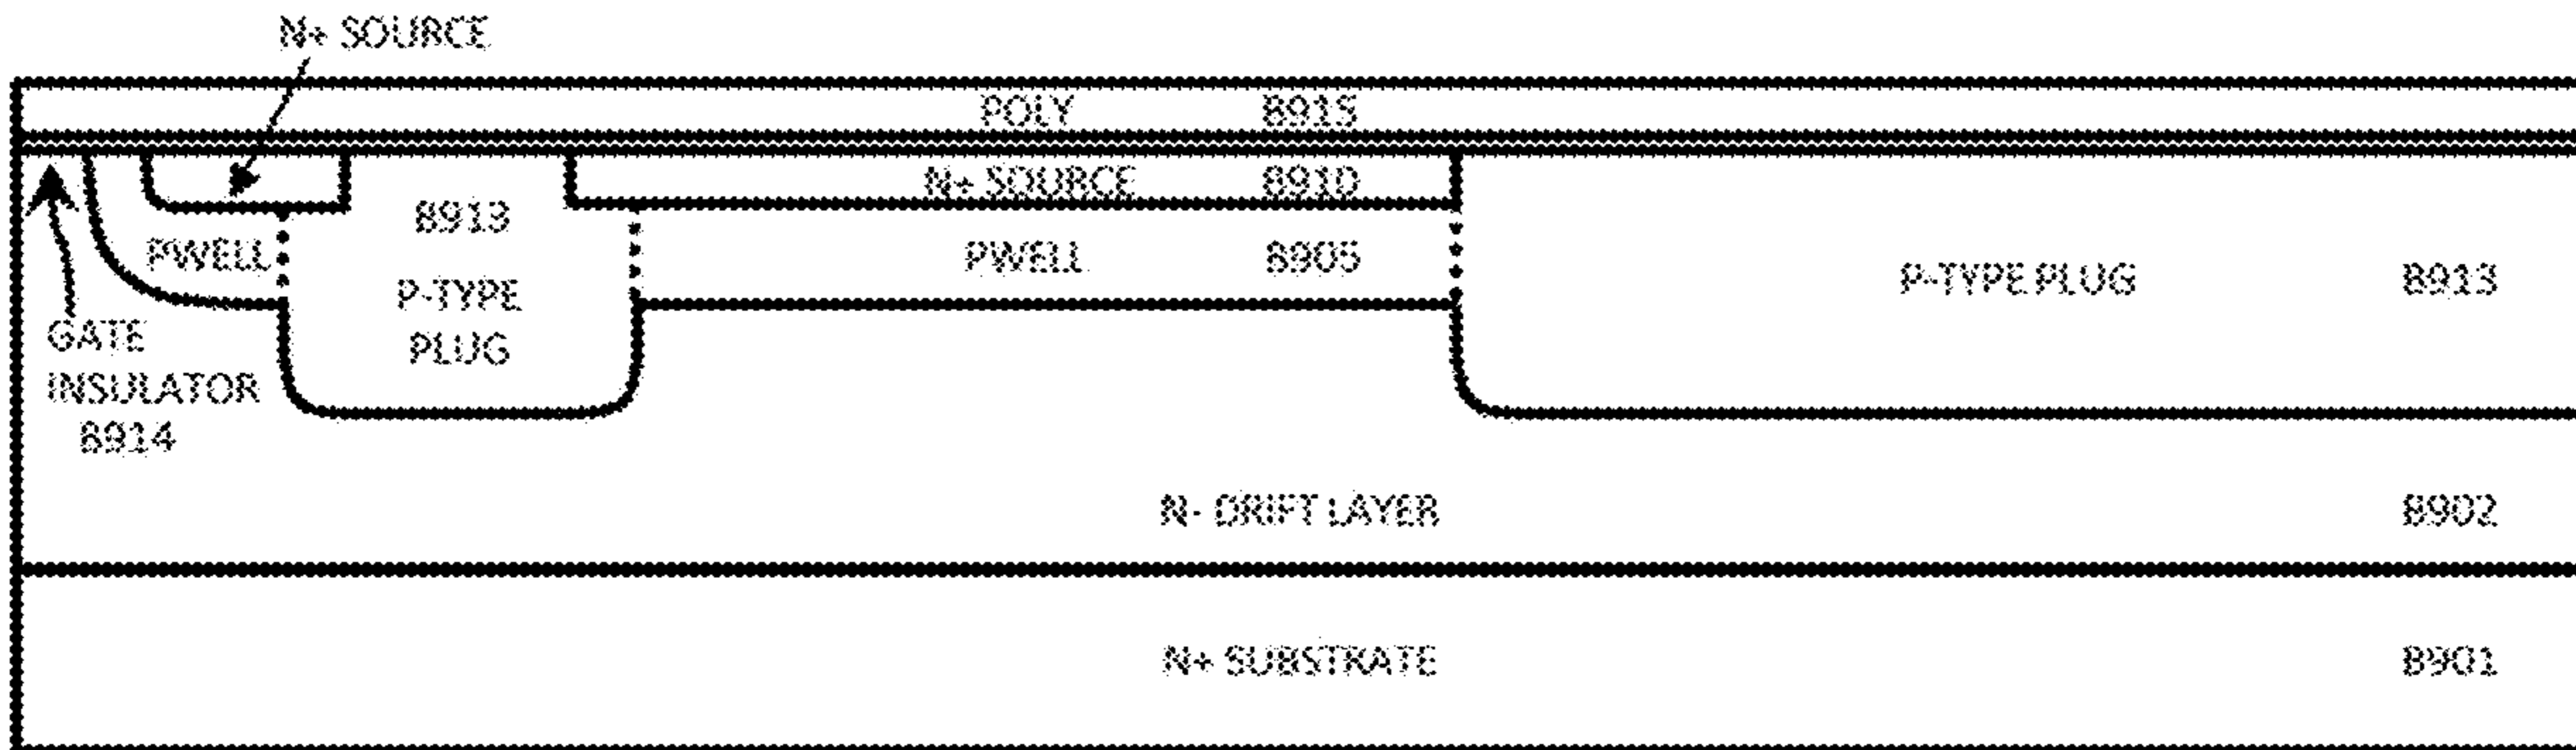 N+ SOURCE
POLY 8915
N+ SOURCE 8910
8913
PWELL
PWELL 8905
P-TYPE
PLUG
P-TYPE PLUG 8913
GATE
INSULATOR
8914
N- DRIFT LAYER 8902
N+ SUBSTRATE 8901